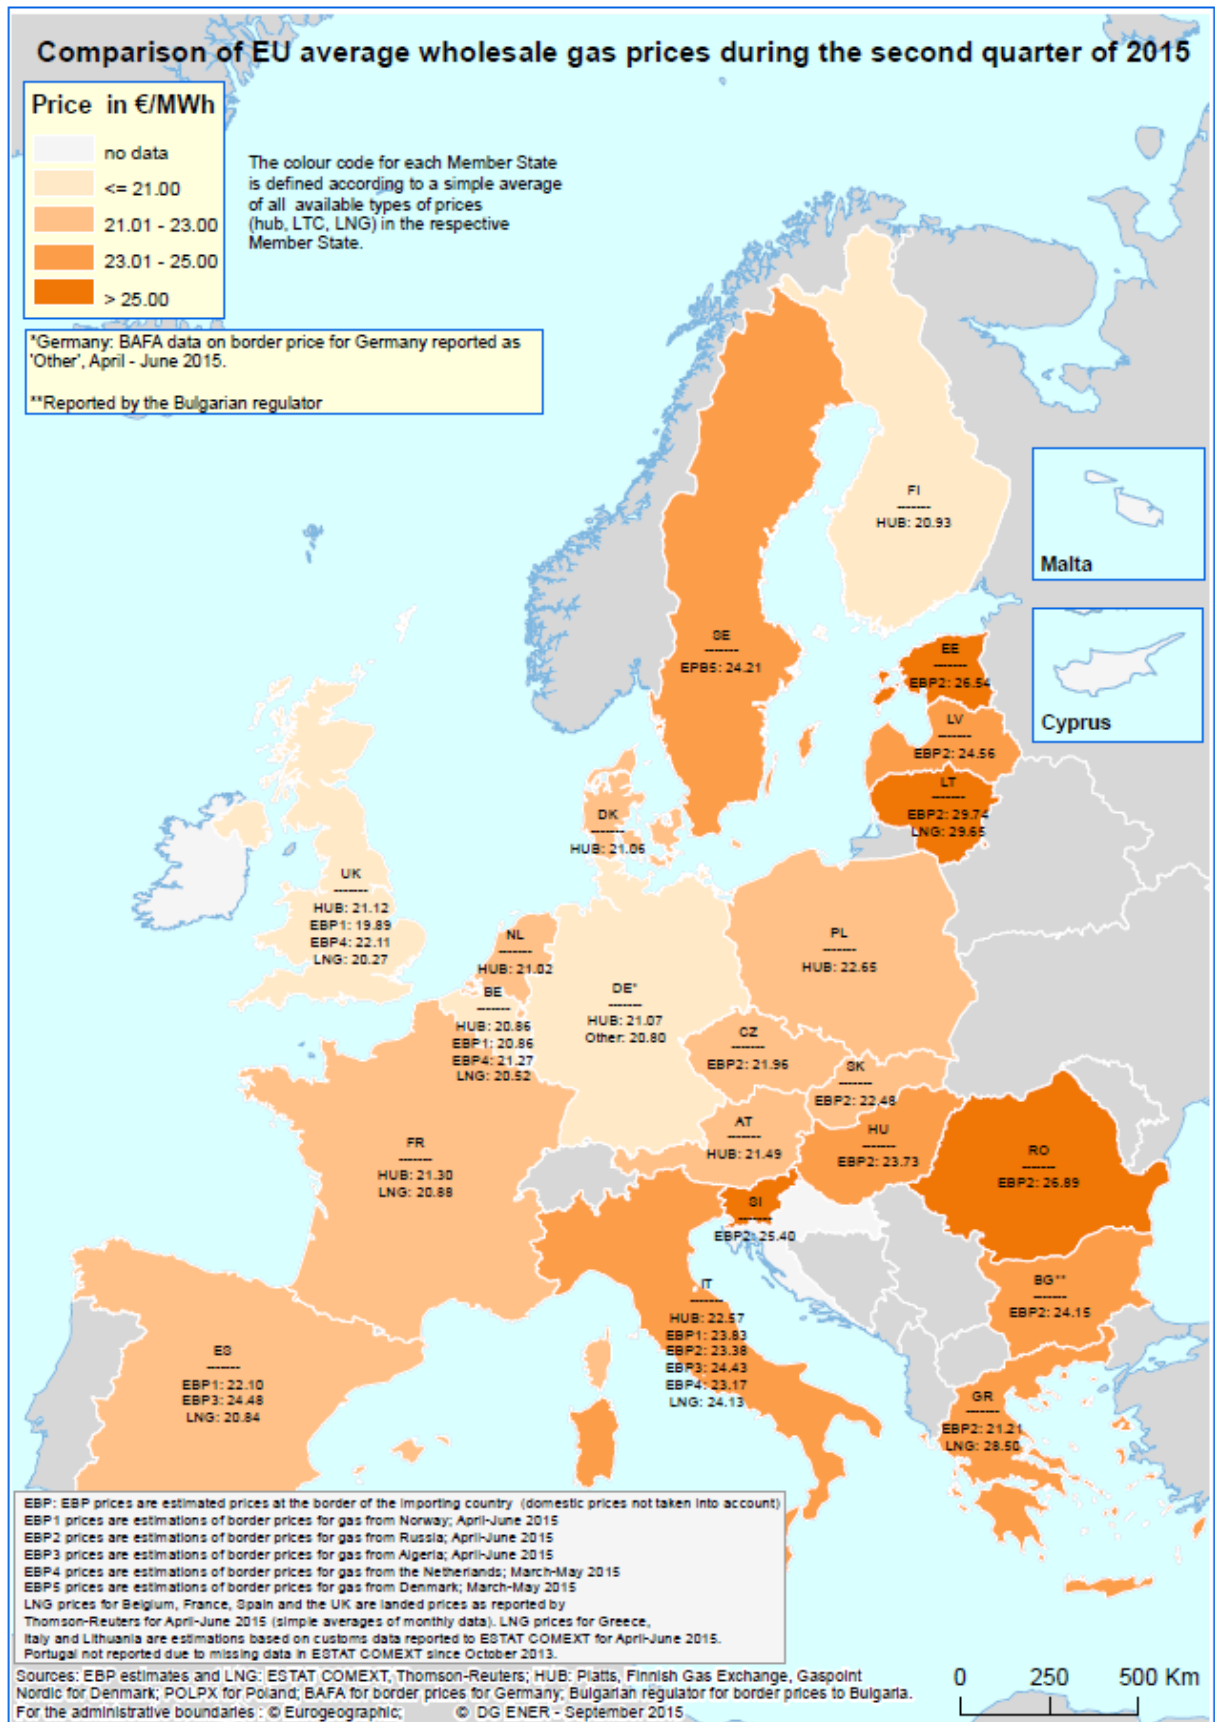 Comparison of EU average wholesale gas prices during the second quarter of 2015
Price in €/MWh
no data
<= 21.00
21.01 - 23.00
23.01 - 25.00
> 25.00
The colour code for each Member State
is defined according to a simple average
of all available types of prices
(hub, LTC, LNG) in the respective
Member State.
*Germany: BAFA data on border price for Germany reported as
'Other', April - June 2015.
**Reported by the Bulgarian regulator
FI
-------
HUB: 20.93
Malta
SE
-------
EPB5: 24.21
EE
-------
EBP2: 26.54
Cyprus
LV
-------
EBP2: 24.56
LT
-------
EBP2: 29.74
LNG: 29.65
DK
-------
HUB: 21.06
UK
-------
HUB: 21.12
EBP1: 19.89
EBP4: 22.11
LNG: 20.27
NL
-------
HUB: 21.02
PL
-------
HUB: 22.65
BE
-------
HUB: 20.86
EBP1: 20.86
EBP4: 21.27
LNG: 20.52
DE*
-------
HUB: 21.07
Other: 20.80
CZ
-------
EBP2: 21.96
SK
-------
EBP2: 22.48
AT
-------
HUB: 21.49
HU
-------
EBP2: 23.73
FR
-------
HUB: 21.30
LNG: 20.88
RO
-------
EBP2: 26.89
SI
-------
EBP2: 25.40
IT
-------
HUB: 22.57
EBP1: 23.83
EBP2: 23.38
EBP3: 24.43
EBP4: 23.17
LNG: 24.13
BG**
-------
EBP2: 24.15
ES
-------
EBP1: 22.10
EBP3: 24.48
LNG: 20.84
GR
-------
EBP2: 21.21
LNG: 28.50
EBP: EBP prices are estimated prices at the border of the importing country (domestic prices not taken into account)
EBP1 prices are estimations of border prices for gas from Norway; April-June 2015
EBP2 prices are estimations of border prices for gas from Russia; April-June 2015
EBP3 prices are estimations of border prices for gas from Algeria; April-June 2015
EBP4 prices are estimations of border prices for gas from the Netherlands; March-May 2015
EBP5 prices are estimations of border prices for gas from Denmark; March-May 2015
LNG prices for Belgium, France, Spain and the UK are landed prices as reported by
Thomson-Reuters for April-June 2015 (simple averages of monthly data). LNG prices for Greece,
Italy and Lithuania are estimations based on customs data reported to ESTAT COMEXT for April-June 2015.
Portugal not reported due to missing data in ESTAT COMEXT since October 2013.
Sources: EBP estimates and LNG: ESTAT COMEXT, Thomson-Reuters; HUB: Platts, Finnish Gas Exchange, Gaspoint
Nordic for Denmark; POLPX for Poland; BAFA for border prices for Germany; Bulgarian regulator for border prices to Bulgaria.
For the administrative boundaries : © Eurogeographic; © DG ENER - September 2015
0 250 500 Km